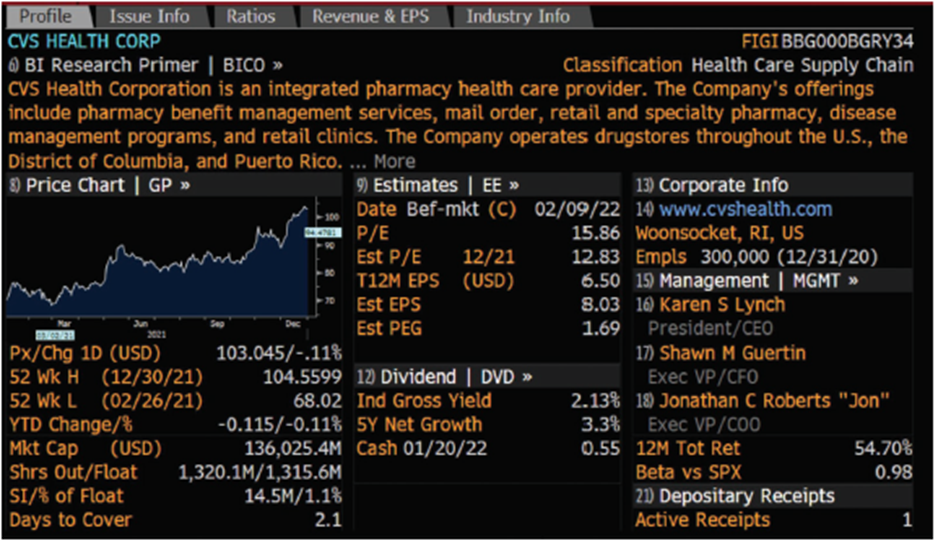 Profile Issue Info Ratios Revenue & EPS Industry Info
CVS HEALTH CORP FIGI BBG000BGRY34
6) BI Research Primer | BICO » Classification Health Care Supply Chain
CVS Health Corporation is an integrated pharmacy health care provider. The Company's offerings
include pharmacy benefit management services, mail order, retail and specialty pharmacy, disease
management programs, and retail clinics. The Company operates drugstores throughout the U.S., the
District of Columbia, and Puerto Rico. ... More
8) Price Chart | GP »
100
94.4781
90
80
70
Mar Jun Sep Dec
2021
Px/Chg 1D (USD) 103.045/-.11%
52 Wk H (12/30/21) 104.5599
52 Wk L (02/26/21) 68.02
YTD Change/% -0.115/-0.11%
Mkt Cap (USD) 136,025.4M
Shrs Out/Float 1,320.1M/1,315.6M
SI/% of Float 14.5M/1.1%
Days to Cover 2.1
9) Estimates | EE »
Date Bef-mkt (C) 02/09/22
P/E 15.86
Est P/E 12/21 12.83
T12M EPS (USD) 6.50
Est EPS 8.03
Est PEG 1.69
12) Dividend | DVD »
Ind Gross Yield 2.13%
5Y Net Growth 3.3%
Cash 01/20/22 0.55
13) Corporate Info
14) www.cvshealth.com
Woonsocket, RI, US
Empls 300,000 (12/31/20)
15) Management | MGMT »
16) Karen S Lynch
President/CEO
17) Shawn M Guertin
Exec VP/CFO
18) Jonathan C Roberts "Jon"
Exec VP/COO
12M Tot Ret 54.70%
Beta vs SPX 0.98
21) Depositary Receipts
Active Receipts 1